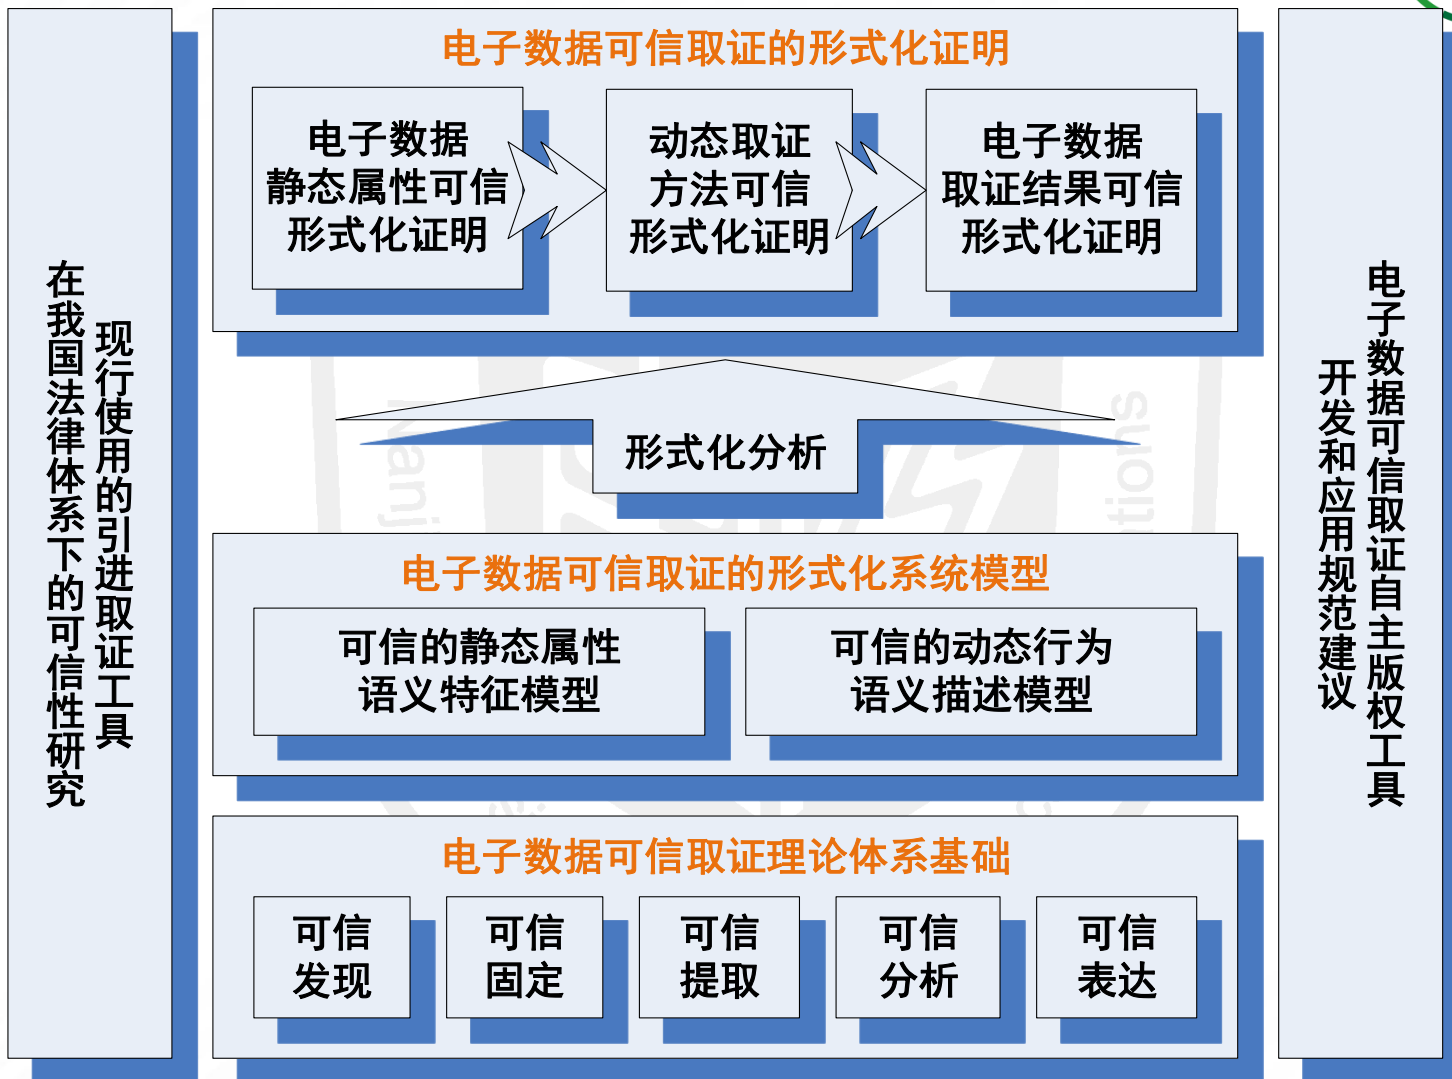 现行使用的引进取证工具
在我国法律体系下的可信性研究
电子数据可信取证的形式化证明
电子数据
静态属性可信
形式化证明
动态取证
方法可信
形式化证明
电子数据
取证结果可信
形式化证明
形式化分析
电子数据可信取证的形式化系统模型
可信的静态属性
语义特征模型
可信的动态行为
语义描述模型
电子数据可信取证理论体系基础
可信
发现
可信
固定
可信
提取
可信
分析
可信
表达
电子数据可信取证自主版权工具
开发和应用规范建议